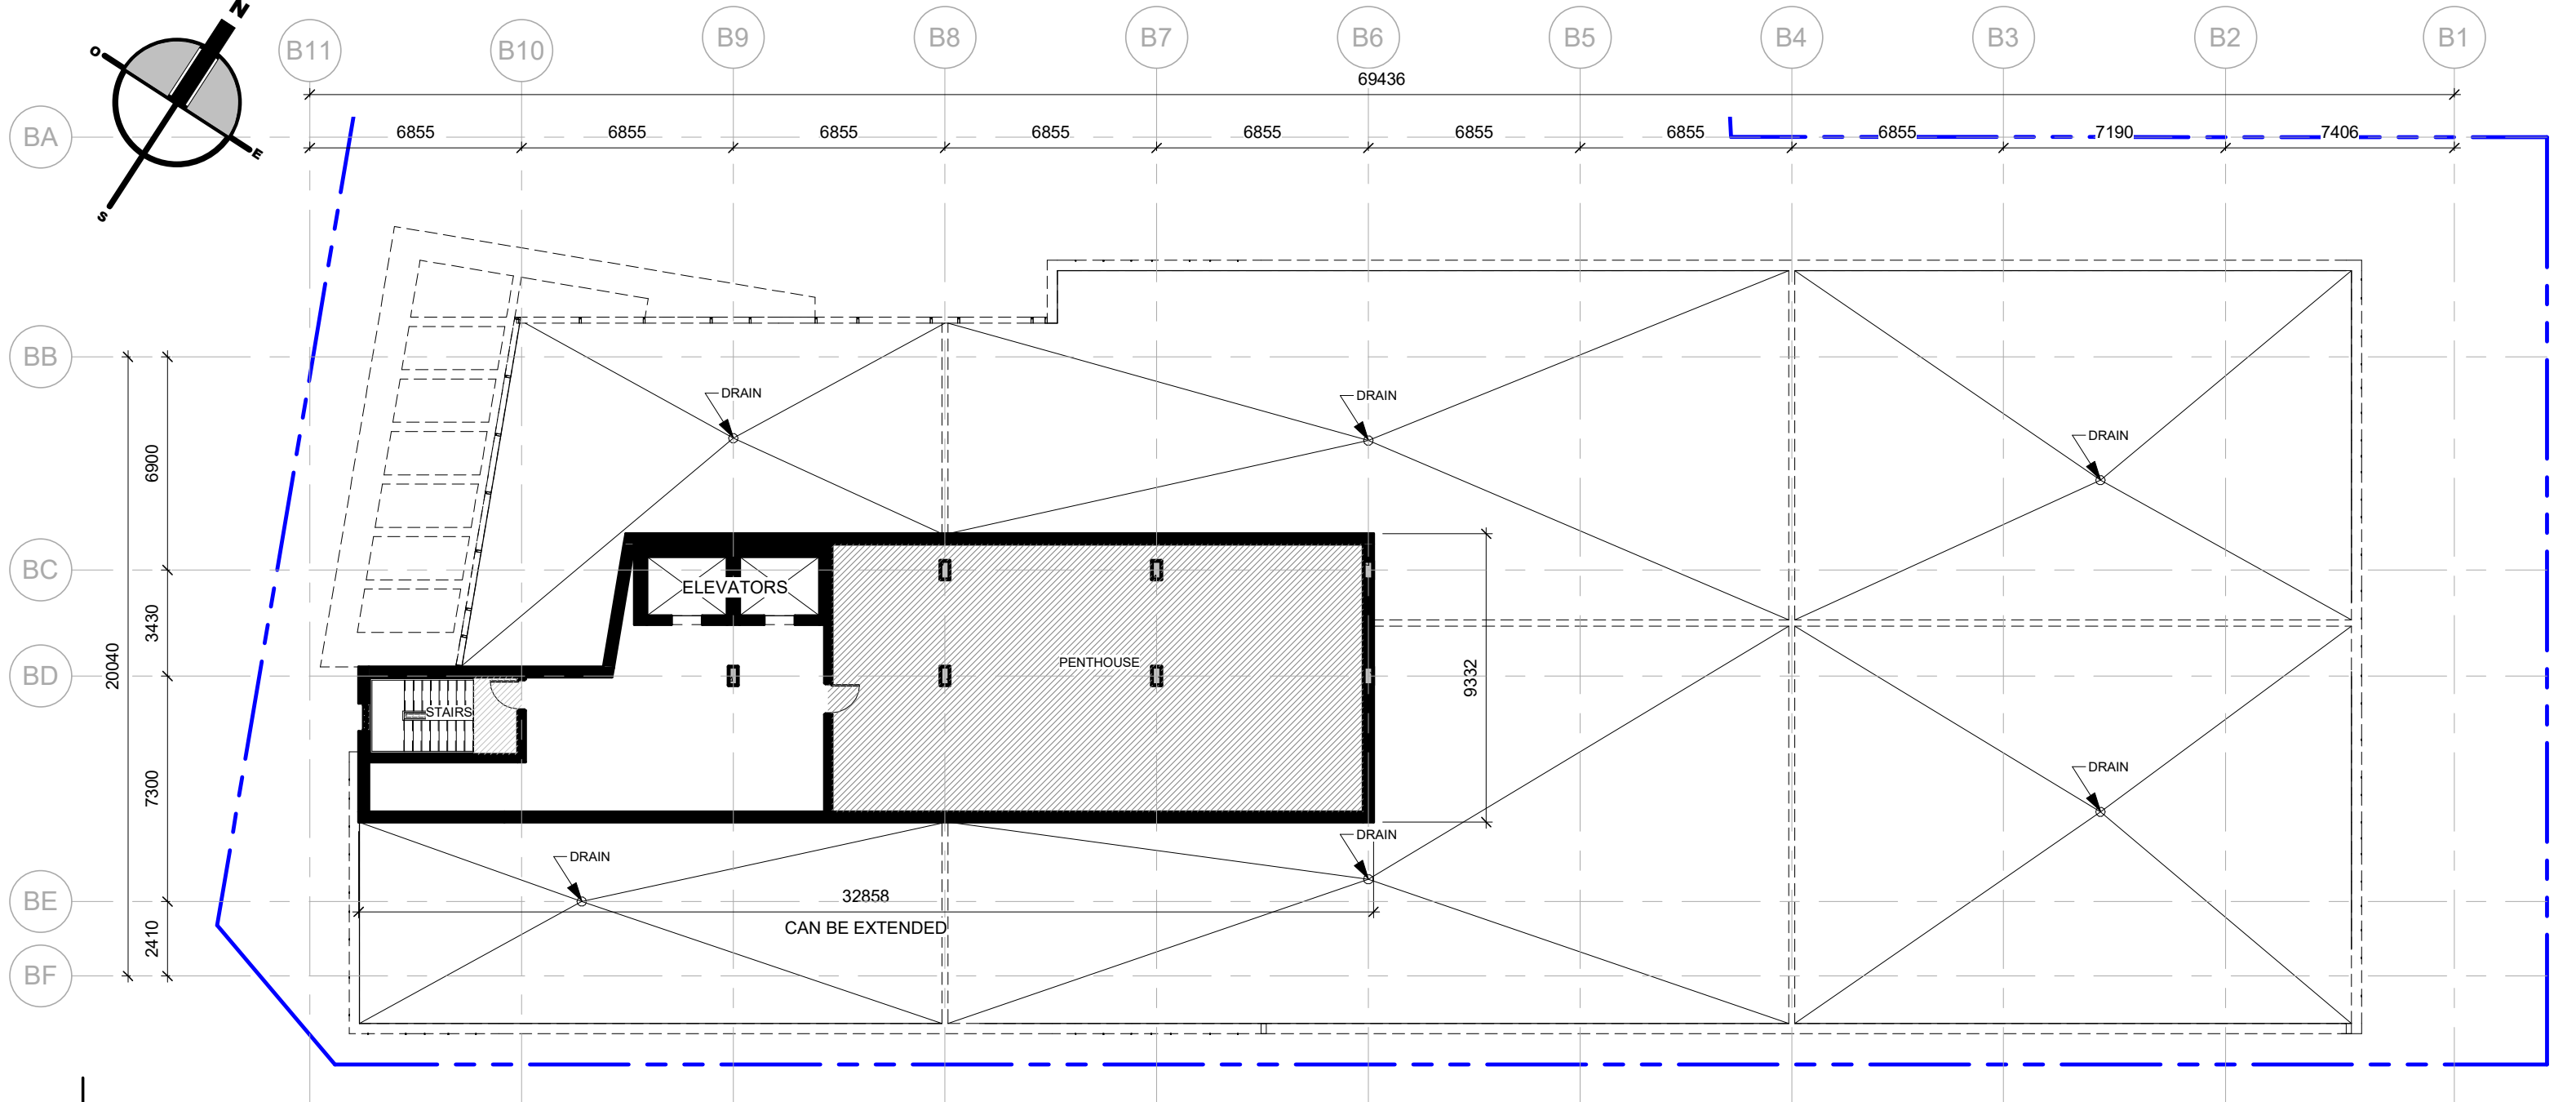 N
B11 B10 B9 B8 B7 B6 B5 B4 B3 B2 B1
O
69436
BA
6855 6855 6855 6855 6855 6855 6855 6855 7190 7406
E
S
BB
DRAIN
DRAIN
DRAIN
6900
BC
ELEVATORS
3430
20040
BD
PENTHOUSE
9332
STAIRS
7300
DRAIN
DRAIN
DRAIN
BE
32858
CAN BE EXTENDED
2410
BF